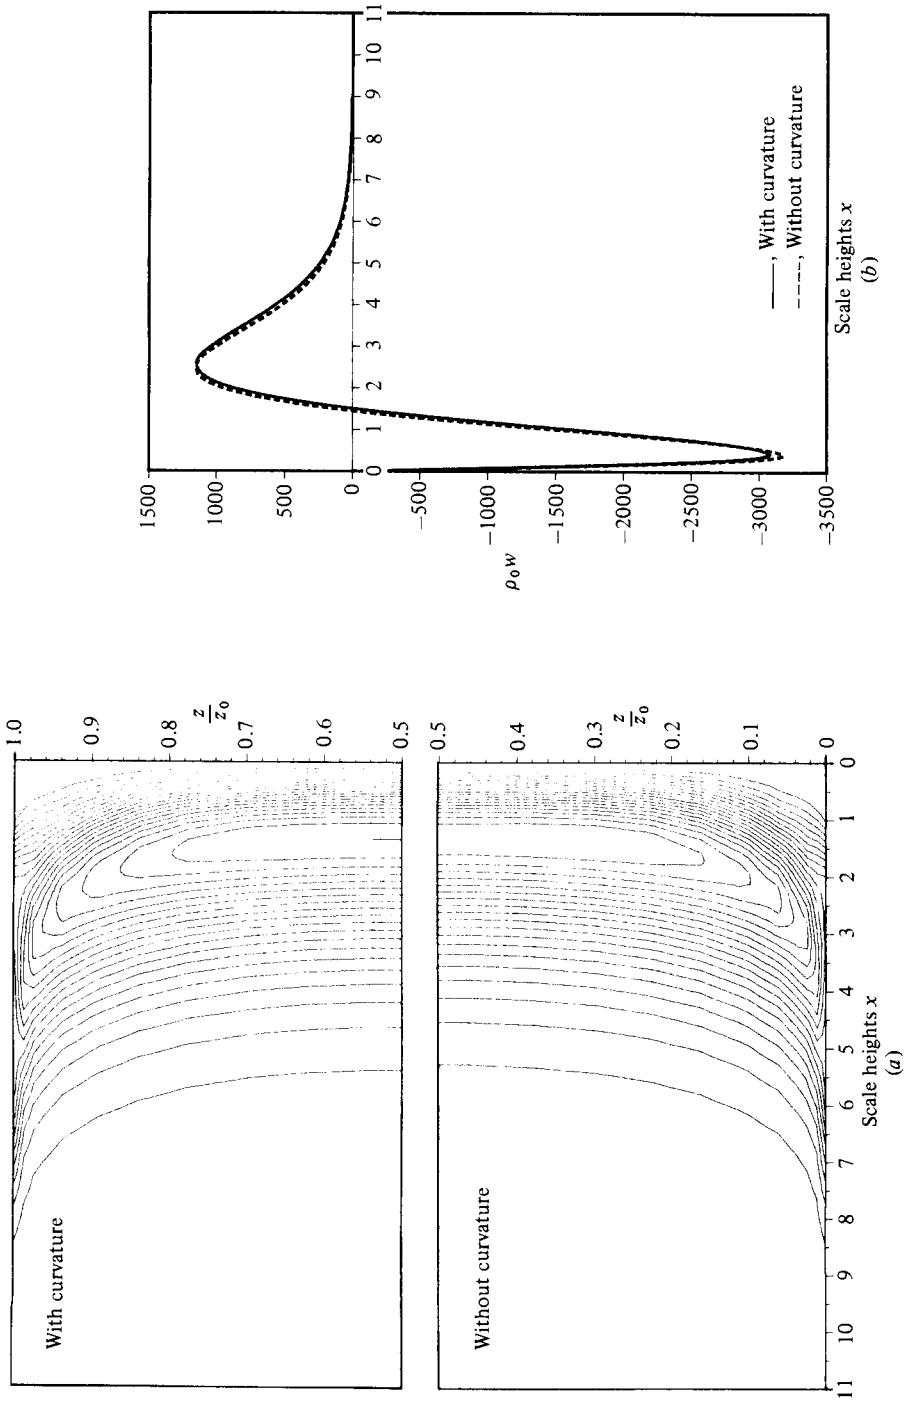 With curvature
1.0
0.9
0.8
z/z₀
0.7
0.6
0.5
Without curvature
0.5
0.4
0.3
z/z₀
0.2
0.1
0
11 10 9 8 7 6 5 4 3 2 1 0
Scale heights x
(a)
1500
1000
500
0
−500
−1000
−1500
−2000
−2500
−3000
−3500
ρ₀w
0 1 2 3 4 5 6 7 8 9 10 11
——, With curvature
----, Without curvature
Scale heights x
(b)